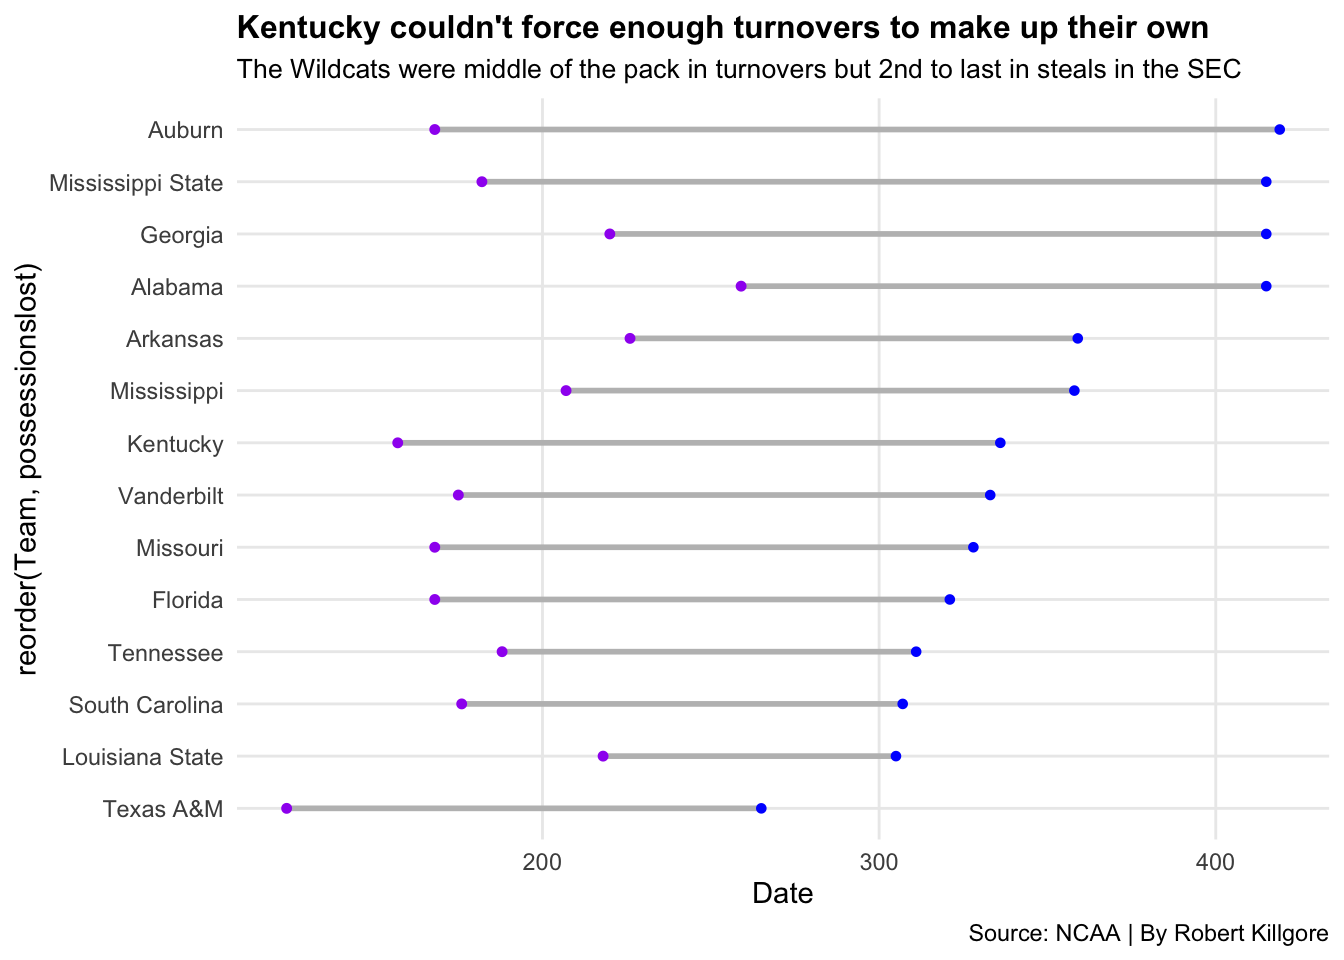 Kentucky couldn't force enough turnovers to make up their own
The Wildcats were middle of the pack in turnovers but 2nd to last in steals in the SEC
reorder(Team, possessionslost)
Auburn
Mississippi State
Georgia
Alabama
Arkansas
Mississippi
Kentucky
Vanderbilt
Missouri
Florida
Tennessee
South Carolina
Louisiana State
Texas A&M
200 300 400
Date
Source: NCAA | By Robert Killgore